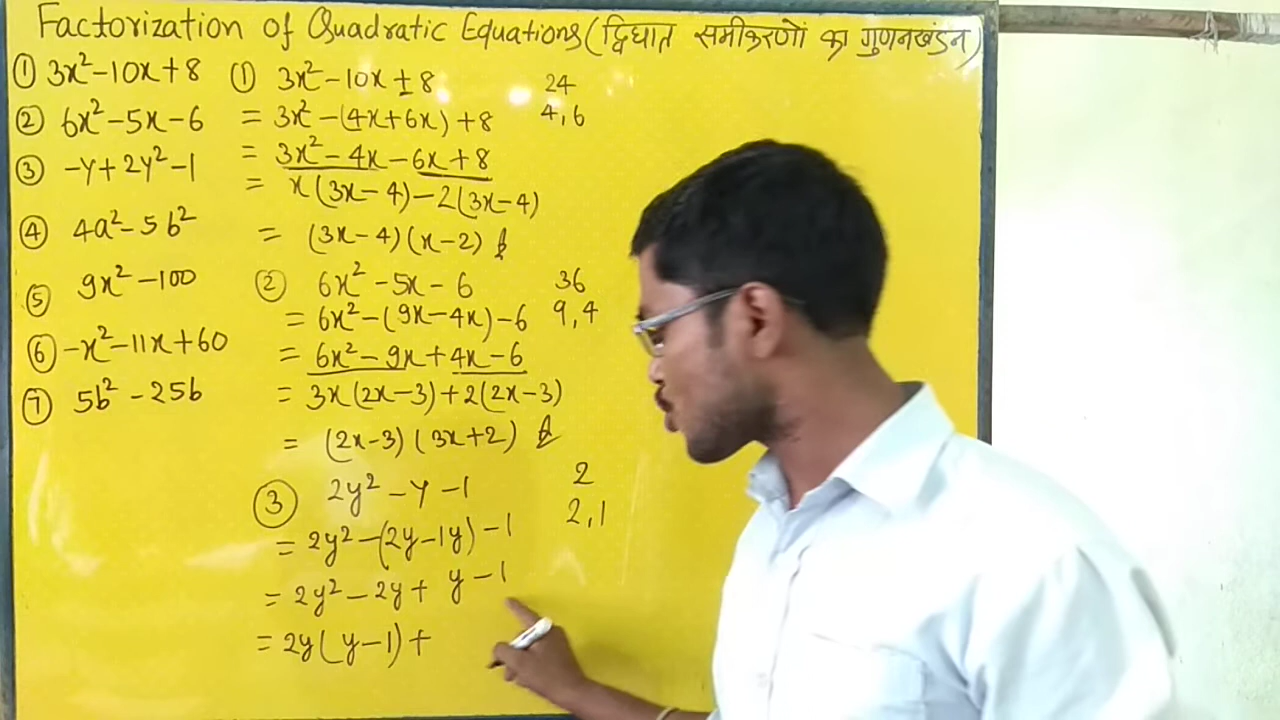 Factorization of Quadratic Equations (द्विघात समीकरणों का गुणनखंडन)
① 3x²-10x+8
② 6x²-5x-6
③ -y+2y²-1
④ 4a²-5b²
⑤ 9x²-100
⑥ -x²-11x+60
⑦ 5b²-25b
① 3x²-10x+8 24
= 3x²-(4x+6x)+8 4,6
= 3x²-4x-6x+8
= x(3x-4)-2(3x-4)
= (3x-4)(x-2)
② 6x²-5x-6 36
= 6x²-(9x-4x)-6 9,4
= 6x²-9x+4x-6
= 3x(2x-3)+2(2x-3)
= (2x-3)(3x+2)
③ 2y²-y-1 2
= 2y²-(2y-1y)-1 2,1
= 2y²-2y+y-1
= 2y(y-1)+